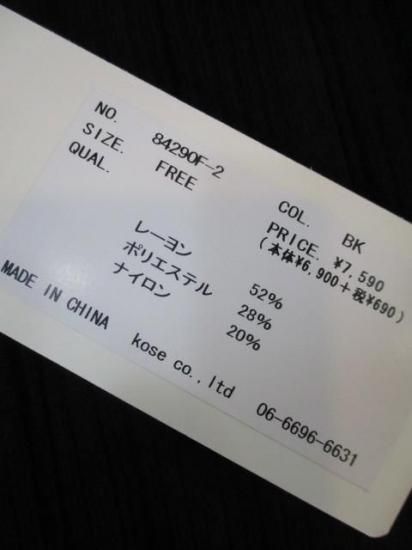 NO. 84290F-2 COL. BK
SIZE. FREE PRICE. ¥7,590
QUAL. (本体¥6,900+税¥690)
レーヨン 52%
ポリエステル 28%
ナイロン 20%
MADE IN CHINA kose co.,ltd 06-6696-6631